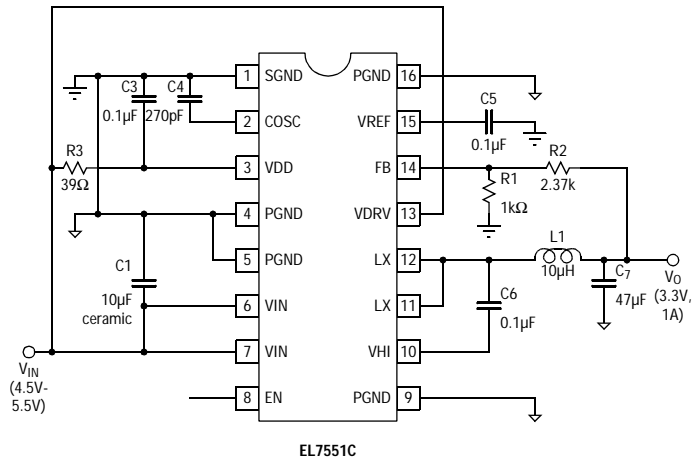 1 SGND PGND 16
C3
0.1µF
C4
270pF
2 COSC VREF 15
C5
0.1µF
R3
39Ω
3 VDD FB 14
R2
2.37k
R1
1kΩ
4 PGND VDRV 13
C1
10µF
ceramic
5 PGND LX 12
L1
10µH
C7
47µF
VO
(3.3V,
1A)
6 VIN LX 11
C6
0.1µF
7 VIN VHI 10
VIN
(4.5V-
5.5V)
8 EN PGND 9
EL7551C